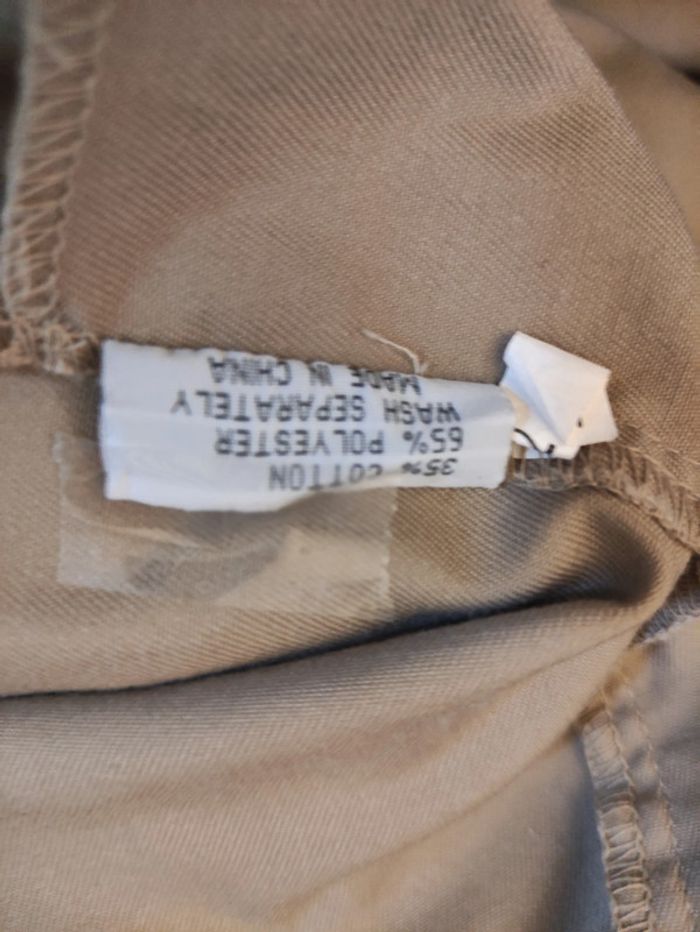 35% COTTON
65% POLYESTER
WASH SEPARATELY
MADE IN CHINA